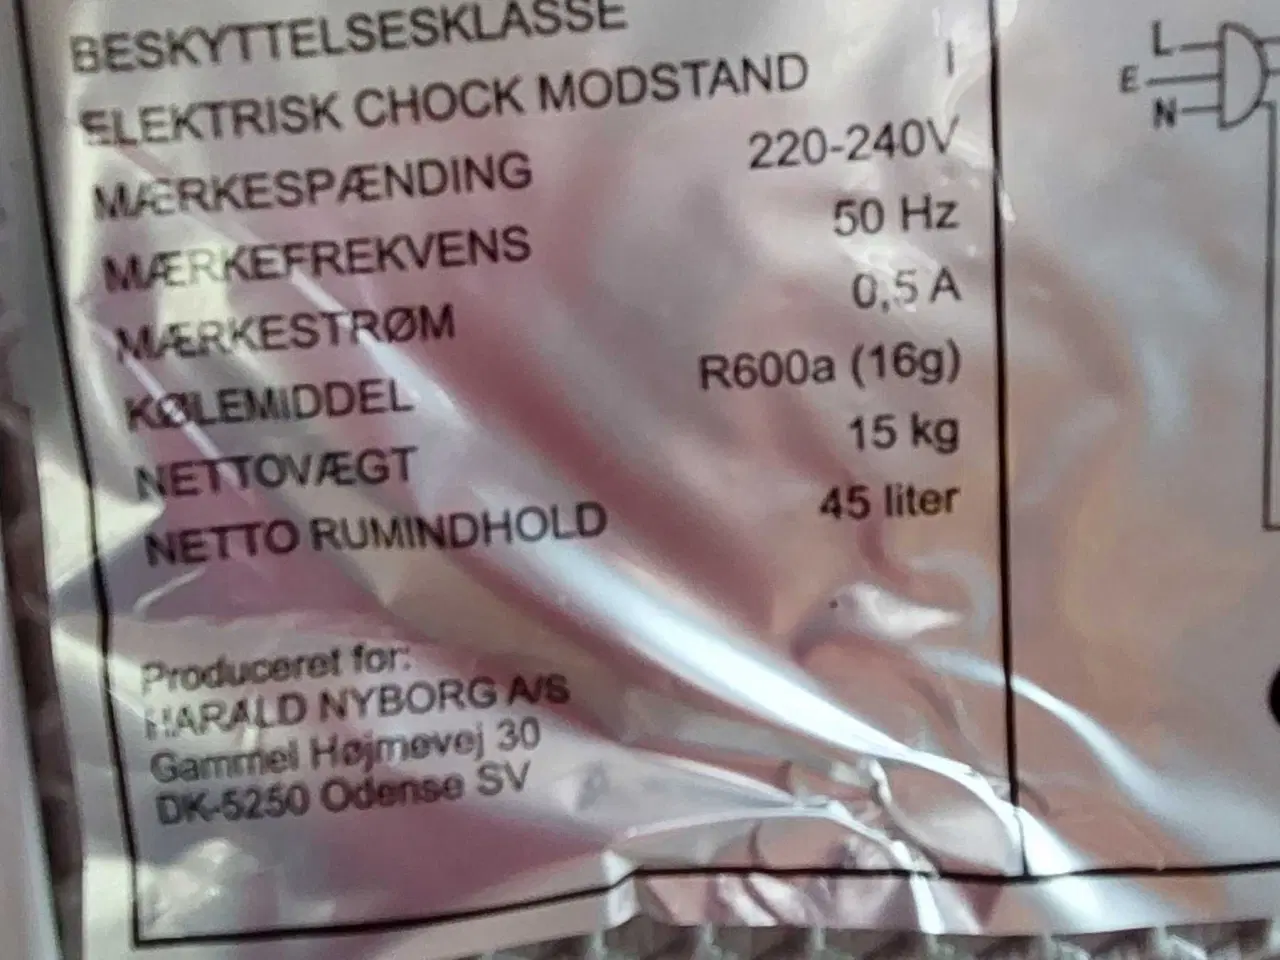 BESKYTTELSESKLASSE
ELEKTRISK CHOCK MODSTAND I
MÆRKESPÆNDING 220-240V
MÆRKEFREKVENS 50 Hz
MÆRKESTRØM 0,5 A
KØLEMIDDEL R600a (16g)
NETTOVÆGT 15 kg
NETTO RUMINDHOLD 45 liter
Produceret for:
HARALD NYBORG A/S
Gammel Højmevej 30
DK-5250 Odense SV
L
E
N